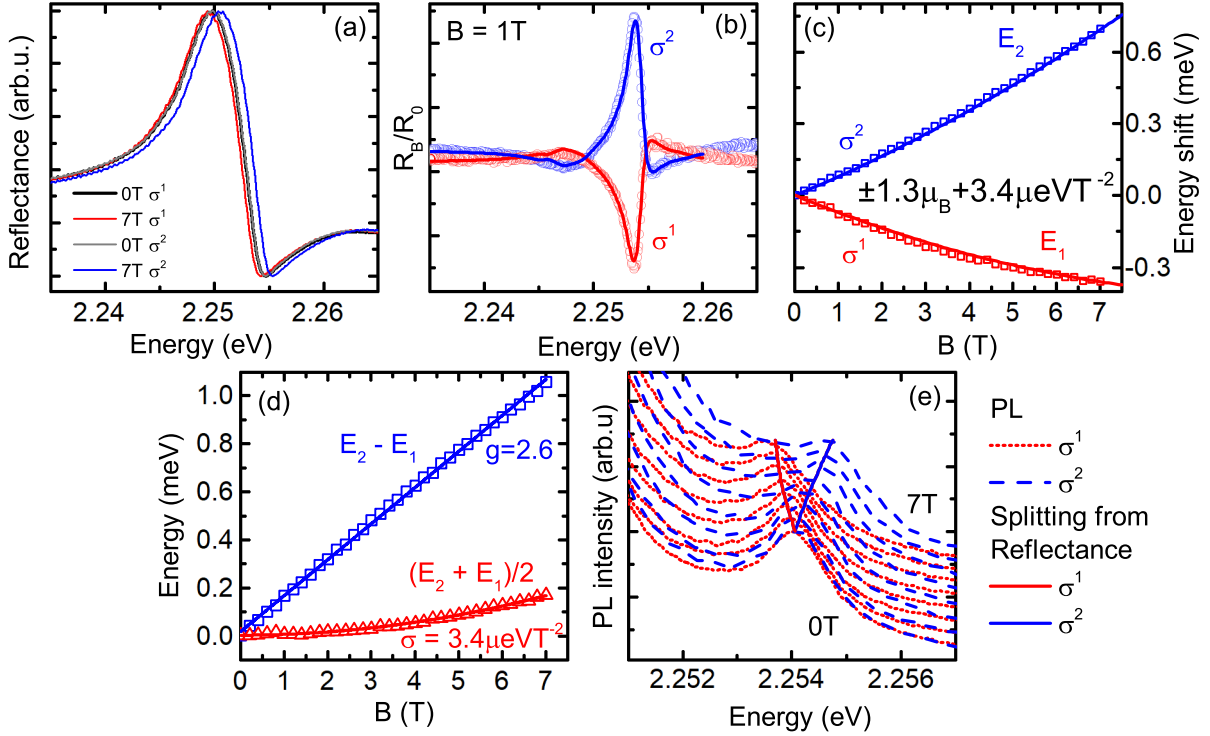 (a)
Reflectance (arb.u.)
0T σ¹
7T σ¹
0T σ²
7T σ²
2.24 2.25 2.26
Energy (eV)
B = 1T
(b)
σ²
σ¹
R_B/R_0
2.24 2.25 2.26
Energy (eV)
(c)
E₂
σ²
±1.3μ_B+3.4μeVT⁻²
σ¹
E₁
0.6
0.3
0.0
-0.3
Energy shift (meV)
0 1 2 3 4 5 6 7
B (T)
(d)
1.0
0.8
0.6
0.4
0.2
0.0
Energy (meV)
E₂ - E₁
g=2.6
(E₂ + E₁)/2
σ = 3.4μeVT⁻²
0 1 2 3 4 5 6 7
B (T)
(e)
PL intensity (arb.u)
7T
0T
2.252 2.254 2.256
Energy (eV)
PL
σ¹
σ²
Splitting from
Reflectance
σ¹
σ²